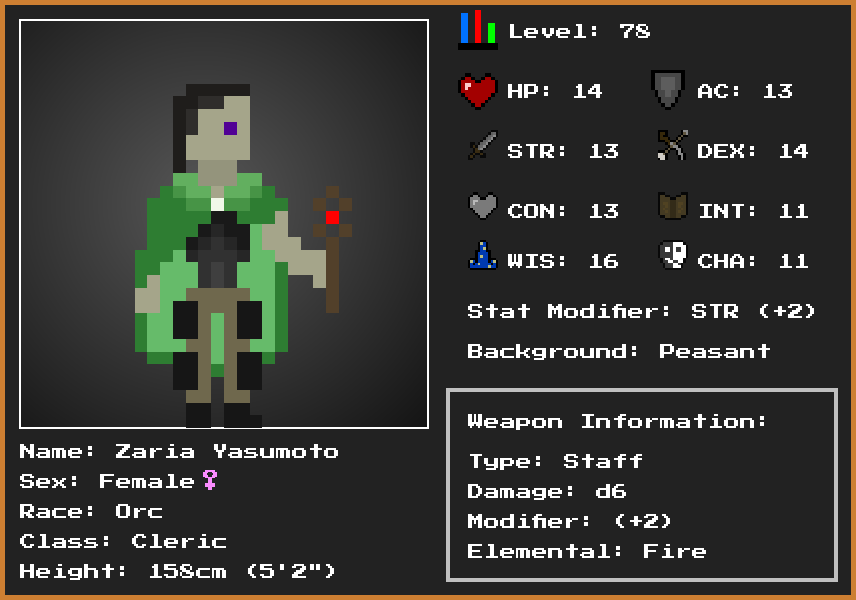 Level: 78
HP: 14
AC: 13
STR: 13
DEX: 14
CON: 13
INT: 11
WIS: 16
CHA: 11
Stat Modifier: STR (+2)
Background: Peasant
Weapon Information:
Type: Staff
Damage: d6
Modifier: (+2)
Elemental: Fire
Name: Zaria Yasumoto
Sex: Female♀
Race: Orc
Class: Cleric
Height: 158cm (5'2")